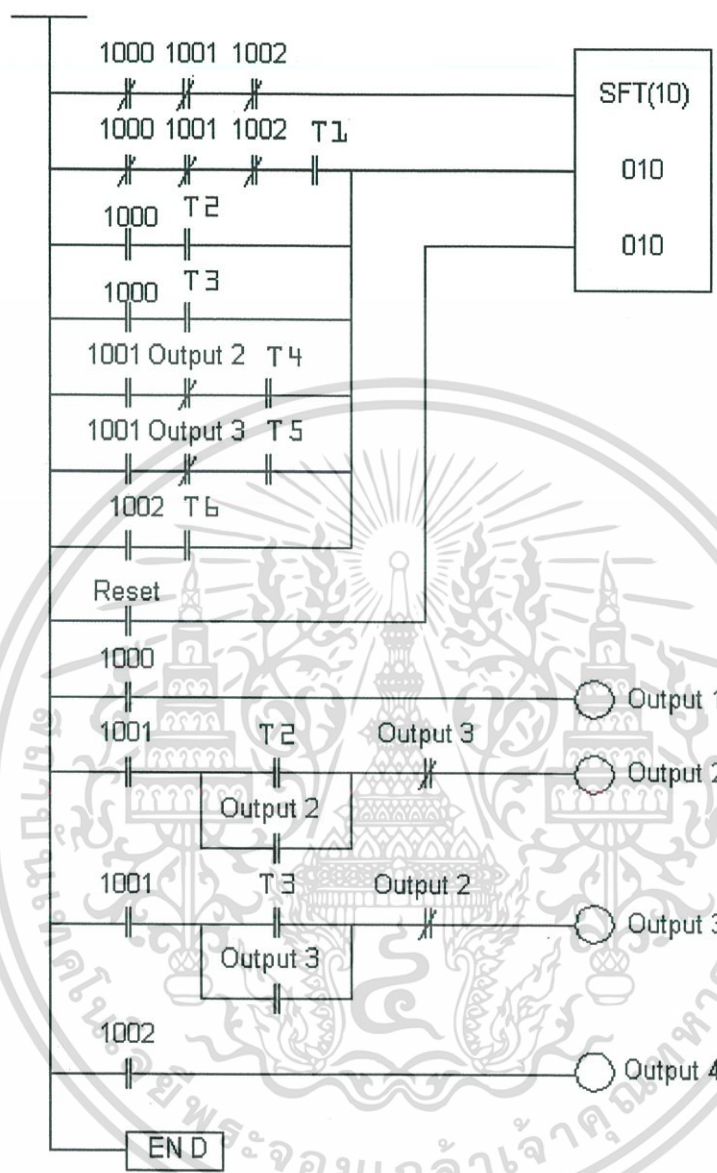 1000 1001 1002
SFT(10)
1000 1001 1002 T1
010
1000 T2
010
1000 T3
1001 Output 2 T4
1001 Output 3 T5
1002 T6
Reset
1000
Output 1
1001 T2 Output 3
Output 2
Output 2
1001 T3 Output 2
Output 3
Output 3
1002
Output 4
END